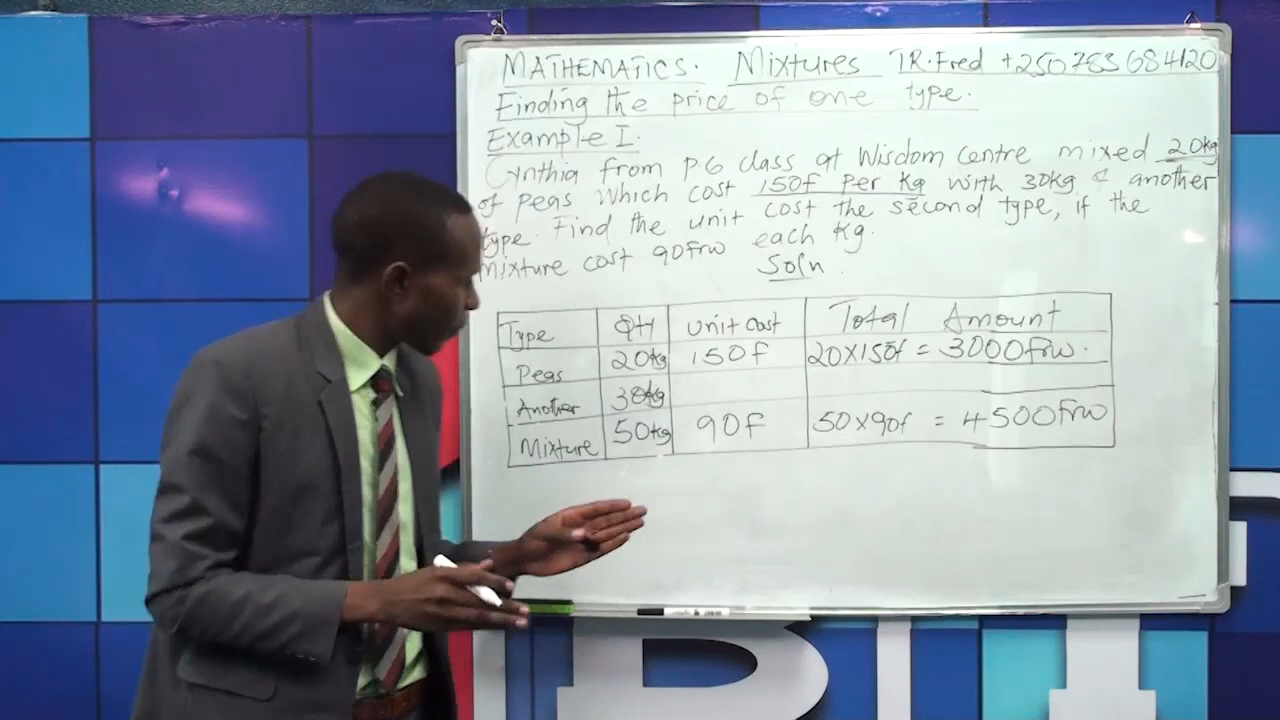 MATHEMATICS. Mixtures TR.Fred +250783684120
Finding the price of one type.
Example I.
Cynthia from P6 class at Wisdom Centre mixed 20kg
of peas which cost 150f per kg with 30kg of another
type. Find the unit cost the second type, if the
mixture cost 90frw each kg.
Soln.
Type QTY Unit Cost Total Amount
Peas 20kg 150f 20X150f = 3000frw.
Another 30kg
Mixture 50kg 90f 50x90f = 4500frw